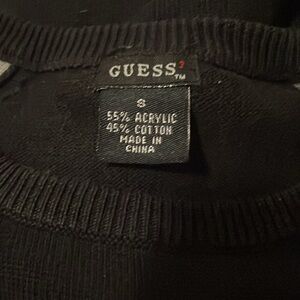 GUESS?™
S
55% ACRYLIC
45% COTTON
MADE IN
CHINA